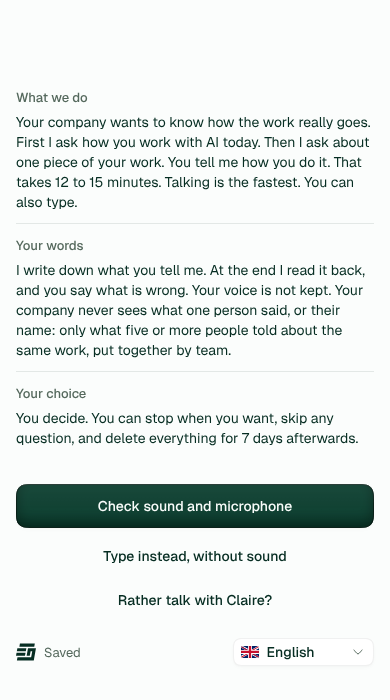 What we do
Your company wants to know how the work really goes.
First I ask how you work with AI today. Then I ask about
one piece of your work. You tell me how you do it. That
takes 12 to 15 minutes. Talking is the fastest. You can
also type.
Your words
I write down what you tell me. At the end I read it back,
and you say what is wrong. Your voice is not kept. Your
company never sees what one person said, or their
name: only what five or more people told about the
same work, put together by team.
Your choice
You decide. You can stop when you want, skip any
question, and delete everything for 7 days afterwards.
Check sound and microphone
Type instead, without sound
Rather talk with Claire?
Saved
English